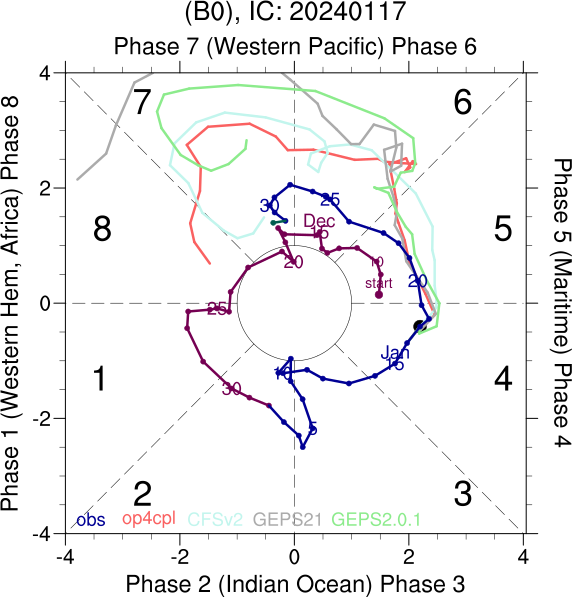 (B0), IC: 20240117
Phase 7 (Western Pacific) Phase 6
4
7
6
30
25
Dec
15
8
5
10
20
start
20
2
0
25
Jan
15
10
1
4
30
5
-2
2
3
obs op4cpl CFSv2 GEPS21 GEPS2.0.1
-4
-4 -2 0 2 4
Phase 2 (Indian Ocean) Phase 3
Phase 1 (Western Hem, Africa) Phase 8
Phase 5 (Maritime) Phase 4